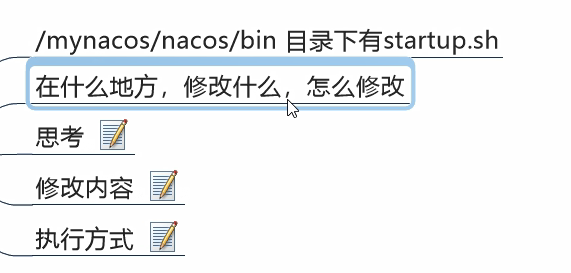 /mynacos/nacos/bin 目录下有startup.sh
在什么地方，修改什么，怎么修改
思考
修改内容
执行方式